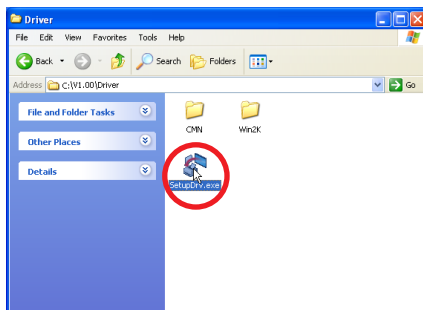 Driver
File Edit View Favorites Tools Help
Back Search Folders
Address C:\V1.00\Driver Go
File and Folder Tasks
Other Places
Details
CMN Win2K
SetupDrv.exe